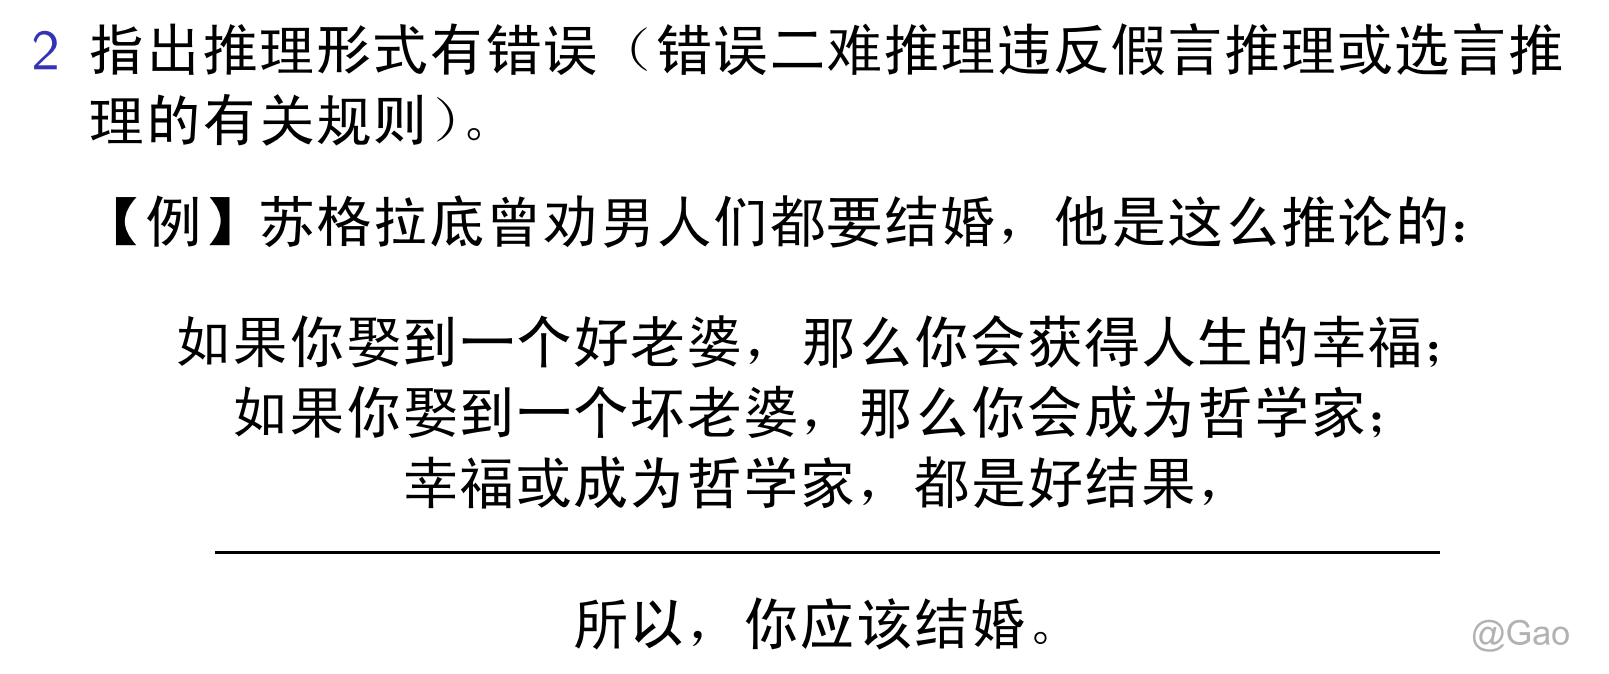 2 指出推理形式有错误（错误二难推理违反假言推理或选言推
理的有关规则）。
【例】苏格拉底曾劝男人们都要结婚，他是这么推论的：
如果你娶到一个好老婆，那么你会获得人生的幸福；
如果你娶到一个坏老婆，那么你会成为哲学家；
幸福或成为哲学家，都是好结果，
所以，你应该结婚。
@Gao